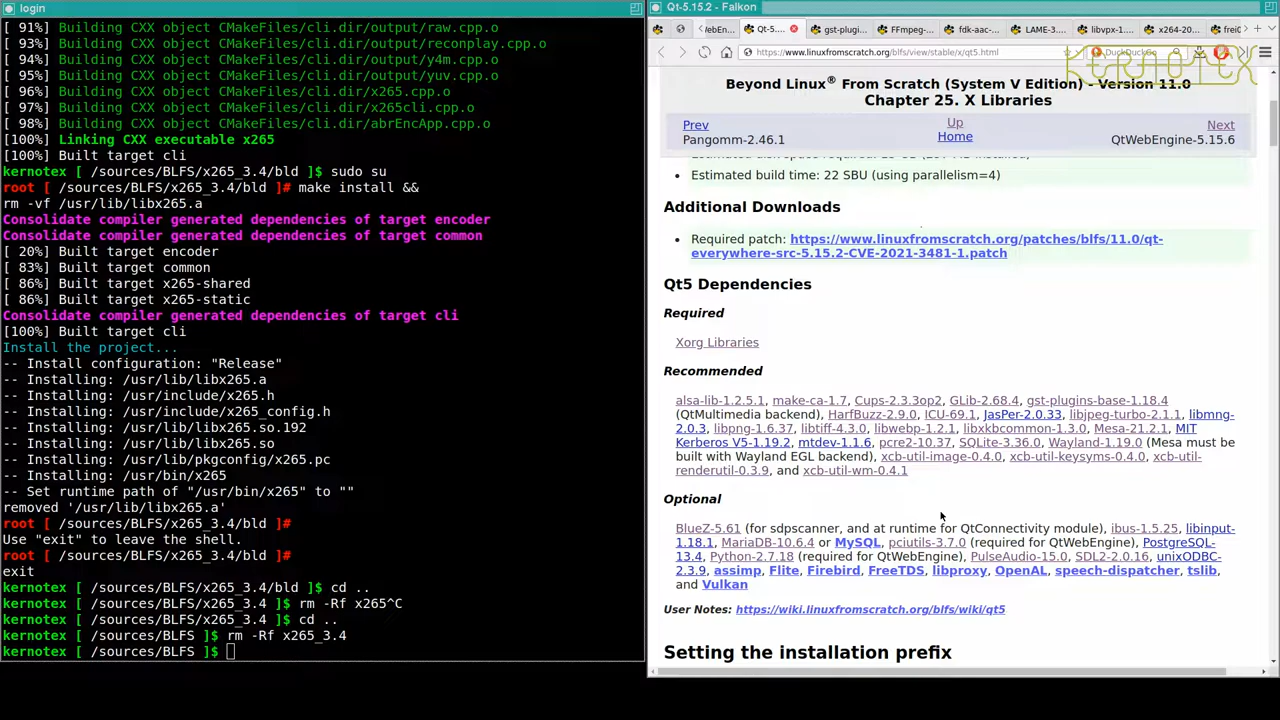 login
[ 91%] Building CXX object CMakeFiles/cli.dir/output/raw.cpp.o
[ 93%] Building CXX object CMakeFiles/cli.dir/output/reconplay.cpp.o
[ 94%] Building CXX object CMakeFiles/cli.dir/output/y4m.cpp.o
[ 95%] Building CXX object CMakeFiles/cli.dir/output/yuv.cpp.o
[ 96%] Building CXX object CMakeFiles/cli.dir/x265.cpp.o
[ 97%] Building CXX object CMakeFiles/cli.dir/x265cli.cpp.o
[ 98%] Building CXX object CMakeFiles/cli.dir/abrEncApp.cpp.o
[100%] Linking CXX executable x265
[100%] Built target cli
kernotex [ /sources/BLFS/x265_3.4/bld ]$ sudo su
root [ /sources/BLFS/x265_3.4/bld ]# make install &&
rm -vf /usr/lib/libx265.a
Consolidate compiler generated dependencies of target encoder
Consolidate compiler generated dependencies of target common
[ 20%] Built target encoder
[ 83%] Built target common
[ 86%] Built target x265-shared
[ 86%] Built target x265-static
Consolidate compiler generated dependencies of target cli
[100%] Built target cli
Install the project...
-- Install configuration: "Release"
-- Installing: /usr/lib/libx265.a
-- Installing: /usr/include/x265.h
-- Installing: /usr/include/x265_config.h
-- Installing: /usr/lib/libx265.so.192
-- Installing: /usr/lib/libx265.so
-- Installing: /usr/lib/pkgconfig/x265.pc
-- Installing: /usr/bin/x265
-- Set runtime path of "/usr/bin/x265" to ""
removed '/usr/lib/libx265.a'
root [ /sources/BLFS/x265_3.4/bld ]#
Use "exit" to leave the shell.
root [ /sources/BLFS/x265_3.4/bld ]#
exit
kernotex [ /sources/BLFS/x265_3.4/bld ]$ cd ..
kernotex [ /sources/BLFS/x265_3.4 ]$ rm -Rf x265^C
kernotex [ /sources/BLFS/x265_3.4 ]$ cd ..
kernotex [ /sources/BLFS ]$ rm -Rf x265_3.4
kernotex [ /sources/BLFS ]$
Qt-5.15.2 - Falkon
WebEn... Qt-5.... gst-plugi... FFmpeg-... fdk-aac-... LAME-3.... libvpx-1... x264-20... frei0
https://www.linuxfromscratch.org/blfs/view/stable/x/qt5.html DuckDuckGo
KERNOTEX
Beyond Linux® From Scratch (System V Edition) - Version 11.0
Chapter 25. X Libraries
Prev Up Next
Pangomm-2.46.1 Home QtWebEngine-5.15.6
Estimated build time: 22 SBU (using parallelism=4)
Additional Downloads
Required patch: https://www.linuxfromscratch.org/patches/blfs/11.0/qt-
everywhere-src-5.15.2-CVE-2021-3481-1.patch
Qt5 Dependencies
Required
Xorg Libraries
Recommended
alsa-lib-1.2.5.1, make-ca-1.7, Cups-2.3.3op2, GLib-2.68.4, gst-plugins-base-1.18.4
(QtMultimedia backend), HarfBuzz-2.9.0, ICU-69.1, JasPer-2.0.33, libjpeg-turbo-2.1.1, libmng-
2.0.3, libpng-1.6.37, libtiff-4.3.0, libwebp-1.2.1, libxkbcommon-1.3.0, Mesa-21.2.1, MIT
Kerberos V5-1.19.2, mtdev-1.1.6, pcre2-10.37, SQLite-3.36.0, Wayland-1.19.0 (Mesa must be
built with Wayland EGL backend), xcb-util-image-0.4.0, xcb-util-keysyms-0.4.0, xcb-util-
renderutil-0.3.9, and xcb-util-wm-0.4.1
Optional
BlueZ-5.61 (for sdpscanner, and at runtime for QtConnectivity module), ibus-1.5.25, libinput-
1.18.1, MariaDB-10.6.4 or MySQL, pciutils-3.7.0 (required for QtWebEngine), PostgreSQL-
13.4, Python-2.7.18 (required for QtWebEngine), PulseAudio-15.0, SDL2-2.0.16, unixODBC-
2.3.9, assimp, Flite, Firebird, FreeTDS, libproxy, OpenAL, speech-dispatcher, tslib,
and Vulkan
User Notes: https://wiki.linuxfromscratch.org/blfs/wiki/qt5
Setting the installation prefix